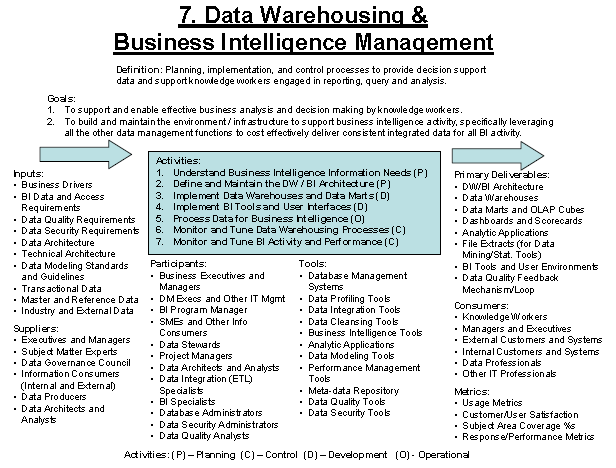 7. Data Warehousing &
Business Intelligence Management
Definition: Planning, implementation, and control processes to provide decision support
data and support knowledge workers engaged in reporting, query and analysis.
Goals:
1. To support and enable effective business analysis and decision making by knowledge workers.
2. To build and maintain the environment / infrastructure to support business intelligence activity, specifically leveraging
all the other data management functions to cost effectively deliver consistent integrated data for all BI activity.
Inputs:
• Business Drivers
• BI Data and Access
Requirements
• Data Quality Requirements
• Data Security Requirements
• Data Architecture
• Technical Architecture
• Data Modeling Standards
and Guidelines
• Transactional Data
• Master and Reference Data
• Industry and External Data
Suppliers:
• Executives and Managers
• Subject Matter Experts
• Data Governance Council
• Information Consumers
(Internal and External)
• Data Producers
• Data Architects and
Analysts
Activities:
1. Understand Business Intelligence Information Needs (P)
2. Define and Maintain the DW / BI Architecture (P)
3. Implement Data Warehouses and Data Marts (D)
4. Implement BI Tools and User Interfaces (D)
5. Process Data for Business Intelligence (O)
6. Monitor and Tune Data Warehousing Processes (C)
7. Monitor and Tune BI Activity and Performance (C)
Participants:
• Business Executives and
Managers
• DM Execs and Other IT Mgmt
• BI Program Manager
• SMEs and Other Info
Consumers
• Data Stewards
• Project Managers
• Data Architects and Analysts
• Data Integration (ETL)
Specialists
• BI Specialists
• Database Administrators
• Data Security Administrators
• Data Quality Analysts
Tools:
• Database Management
Systems
• Data Profiling Tools
• Data Integration Tools
• Data Cleansing Tools
• Business Intelligence Tools
• Analytic Applications
• Data Modeling Tools
• Performance Management
Tools
• Meta-data Repository
• Data Quality Tools
• Data Security Tools
Primary Deliverables:
• DW/BI Architecture
• Data Warehouses
• Data Marts and OLAP Cubes
• Dashboards and Scorecards
• Analytic Applications
• File Extracts (for Data
Mining/Stat. Tools)
• BI Tools and User Environments
• Data Quality Feedback
Mechanism/Loop
Consumers:
• Knowledge Workers
• Managers and Executives
• External Customers and Systems
• Internal Customers and Systems
• Data Professionals
• Other IT Professionals
Metrics:
• Usage Metrics
• Customer/User Satisfaction
• Subject Area Coverage %s
• Response/Performance Metrics
Activities: (P) – Planning (C) – Control (D) – Development (O) - Operational